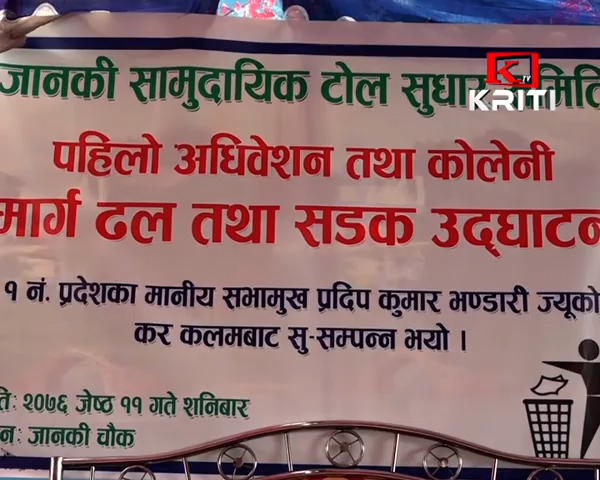 जानकी सामुदायिक टोल सुधार
K TV
KRITI
पहिलो अधिवेशन तथा कोलेनी
मार्ग ढल तथा सडक उद्घाटन
१ नं. प्रदेशका मानीय सभामुख प्रदिप कुमार भण्डारी ज्यूको
कर कलमबाट सु-सम्पन्न भयो ।
ति: २०७६ जेष्ठ ११ गते शनिबार
न: जानकी चौक